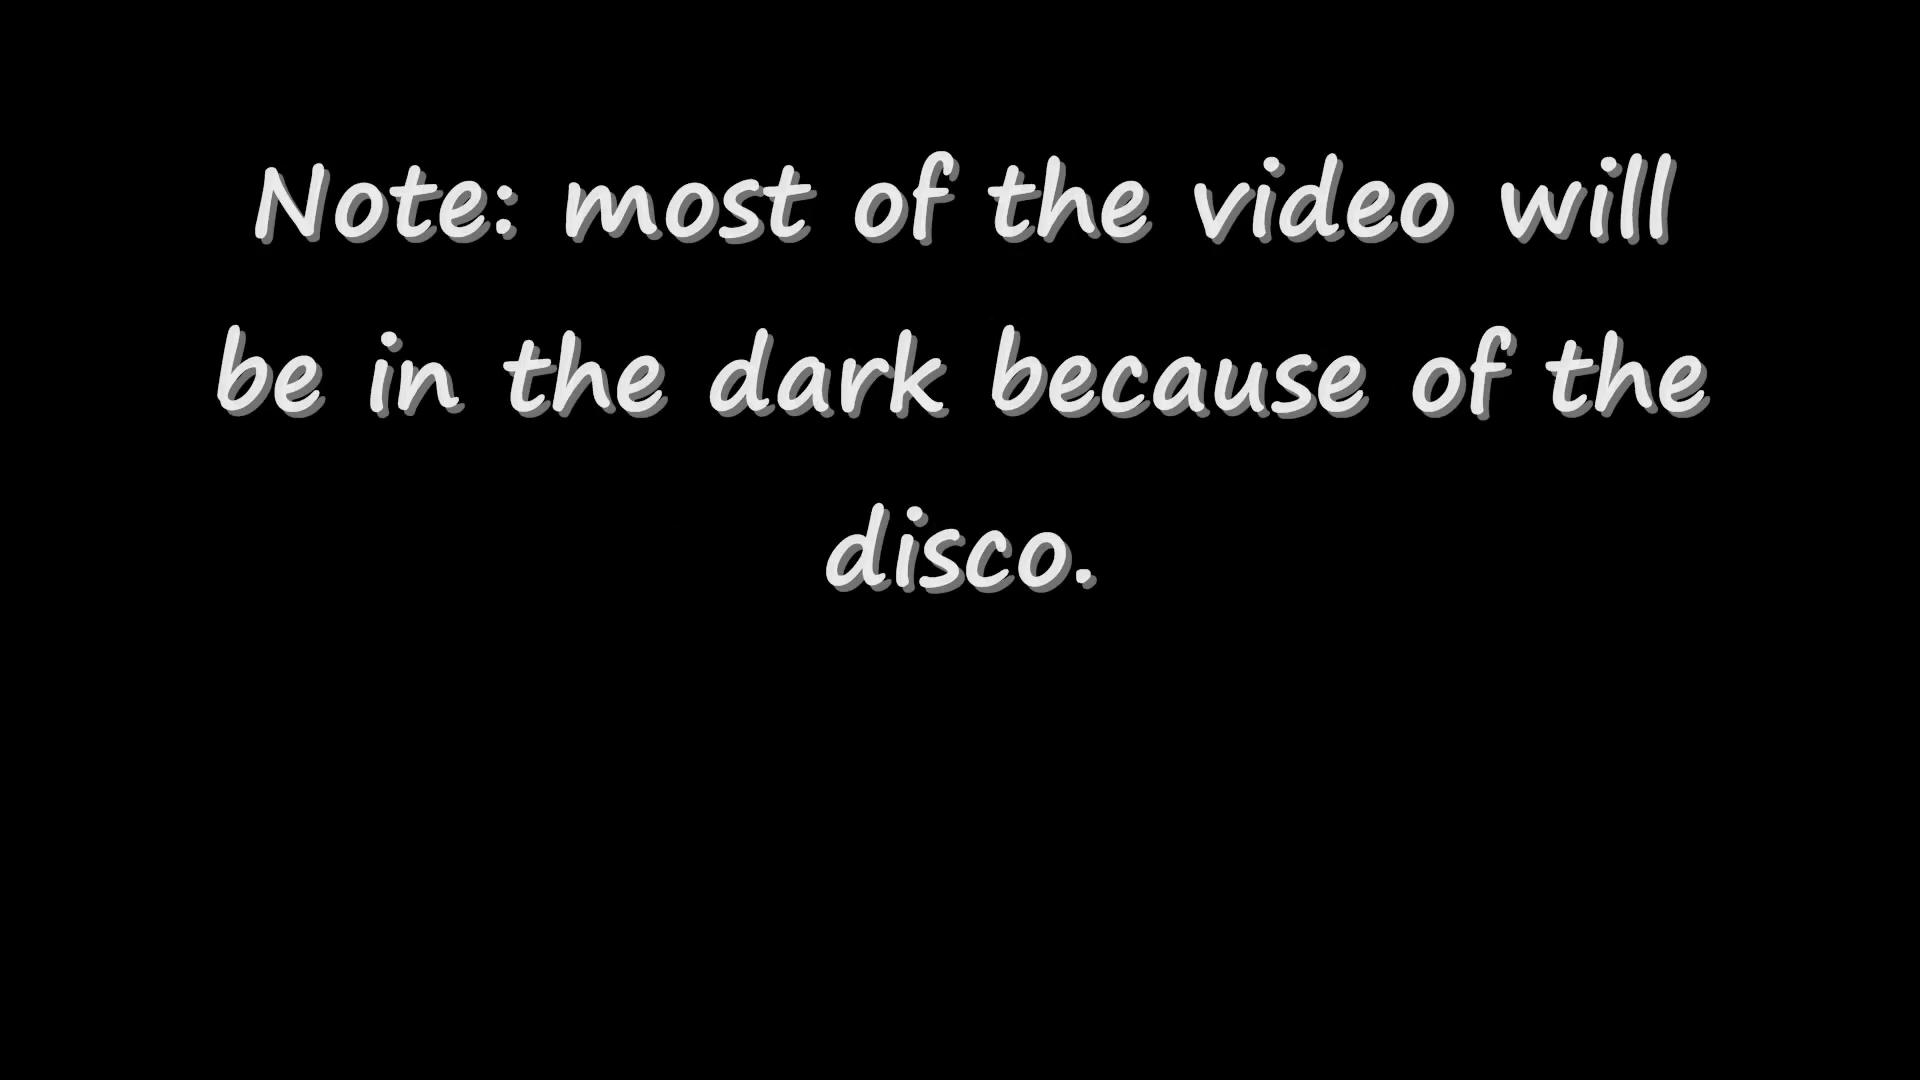 Note: most of the video will
be in the dark because of the
disco.